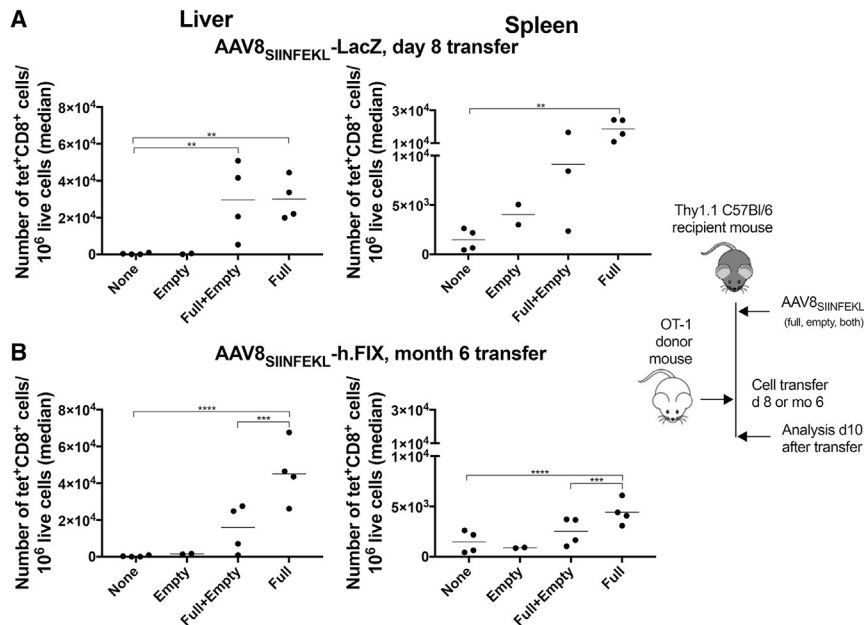 A
Liver
Spleen
AAV8SIINFEKL-LacZ, day 8 transfer
Number of tet+CD8+ cells/
10⁶ live cells (median)
8×10⁴
6×10⁴
4×10⁴
2×10⁴
0
**
**
None
Empty
Full+Empty
Full
Number of tet+CD8+ cells/
10⁶ live cells (median)
3×10⁴
1×10⁴
1×10⁴
5×10³
0
**
None
Empty
Full+Empty
Full
B
AAV8SIINFEKL-h.FIX, month 6 transfer
Number of tet+CD8+ cells/
10⁶ live cells (median)
8×10⁴
6×10⁴
4×10⁴
2×10⁴
0
****
***
None
Empty
Full+Empty
Full
Number of tet+CD8+ cells/
10⁶ live cells (median)
3×10⁴
1×10⁴
1×10⁴
5×10³
0
****
***
None
Empty
Full+Empty
Full
Thy1.1 C57Bl/6
recipient mouse
AAV8SIINFEKL
(full, empty, both)
OT-1
donor
mouse
Cell transfer
d 8 or mo 6
Analysis d10
after transfer